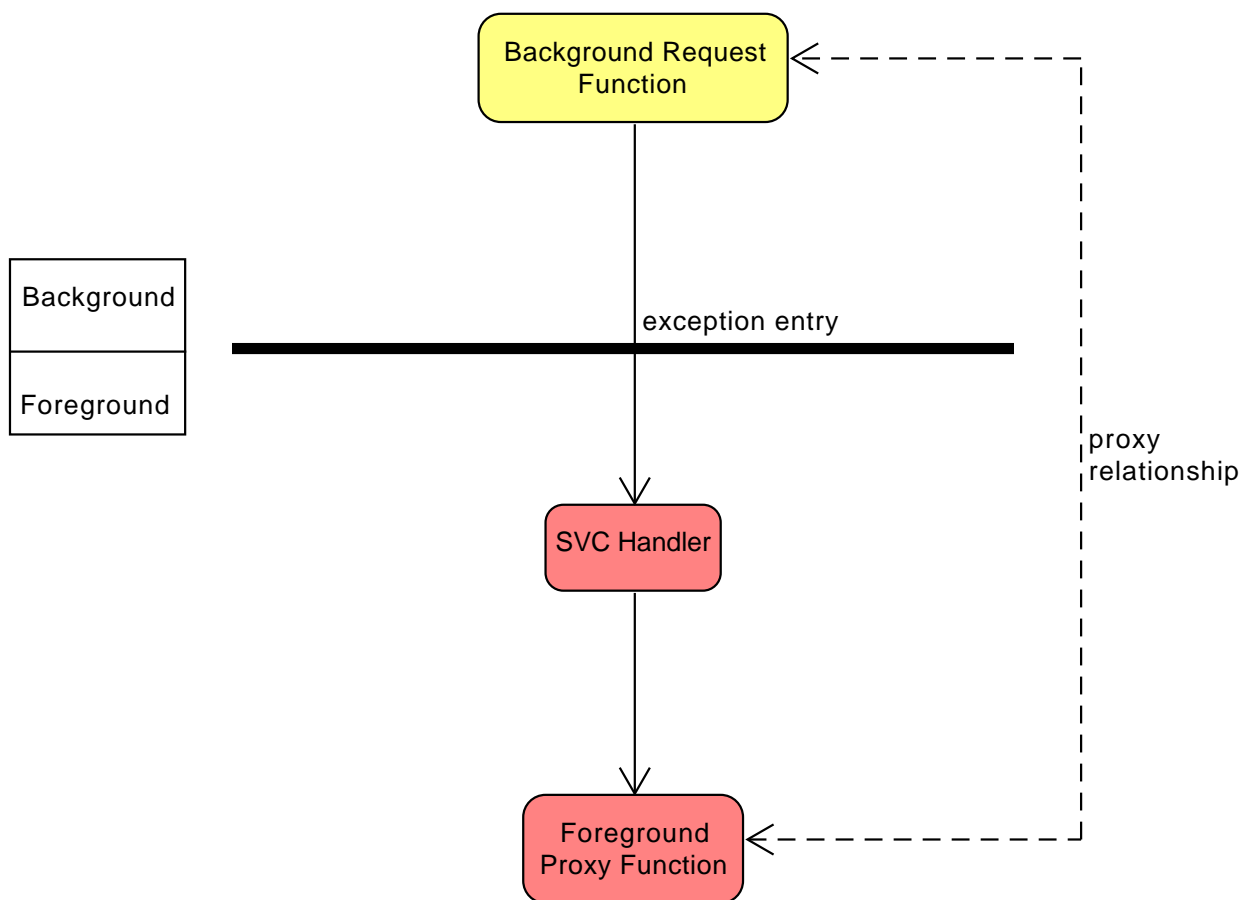 Background Request
Function
Background
exception entry
Foreground
proxy
relationship
SVC Handler
Foreground
Proxy Function